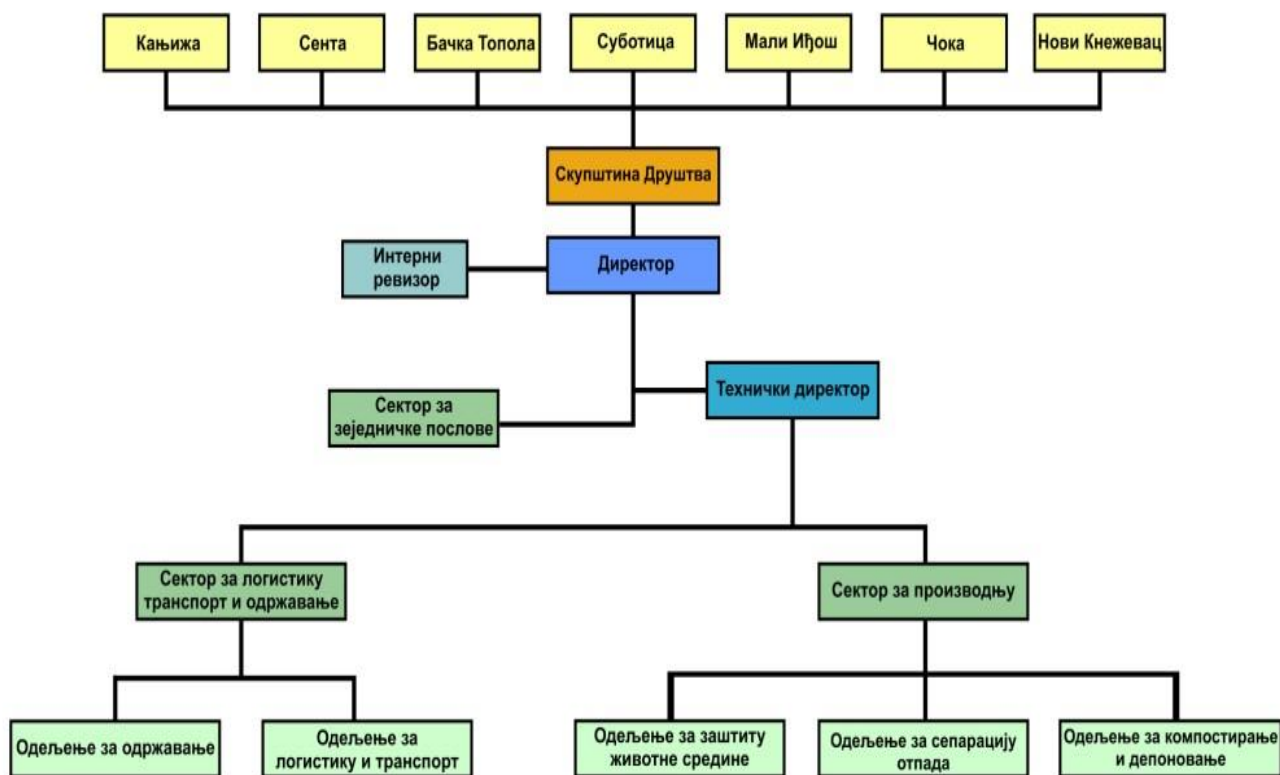 Кањижа
Сента
Бачка Топола
Суботица
Мали Иђош
Чока
Нови Кнежевац
Скупштина Друштва
Интерни
ревизор
Директор
Технички директор
Сектор за
зеједничке послове
Сектор за логистику
транспорт и одржавање
Сектор за производњу
Одељење за одржавање
Одељење за
логистику и транспорт
Одељење за заштиту
животне средине
Одељење за сепарацију
отпада
Одељење за компостирање
и депоновање